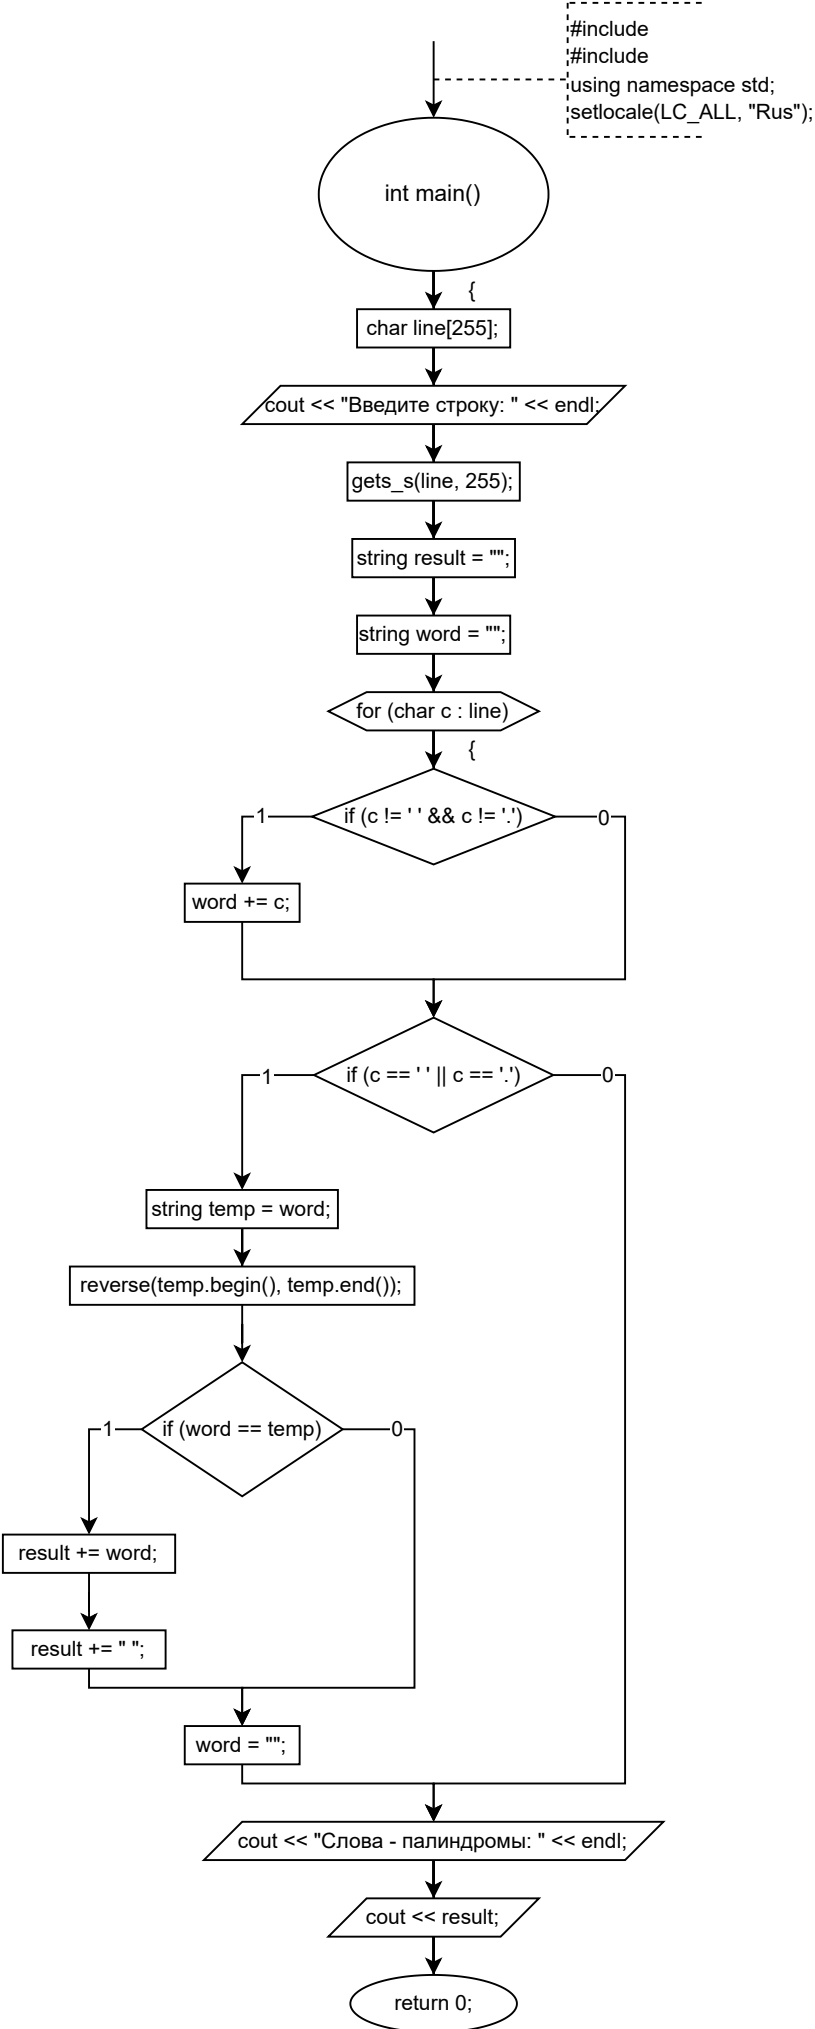 #include
#include
using namespace std;
setlocale(LC_ALL, "Rus");
int main()
{
char line[255];
cout << "Введите строку: " << endl;
gets_s(line, 255);
string result = "";
string word = "";
for (char c : line)
{
if (c != ' ' && c != '.')
1
0
word += c;
if (c == ' ' || c == '.')
1
0
string temp = word;
reverse(temp.begin(), temp.end());
if (word == temp)
1
0
result += word;
result += " ";
word = "";
cout << "Слова - палиндромы: " << endl;
cout << result;
return 0;